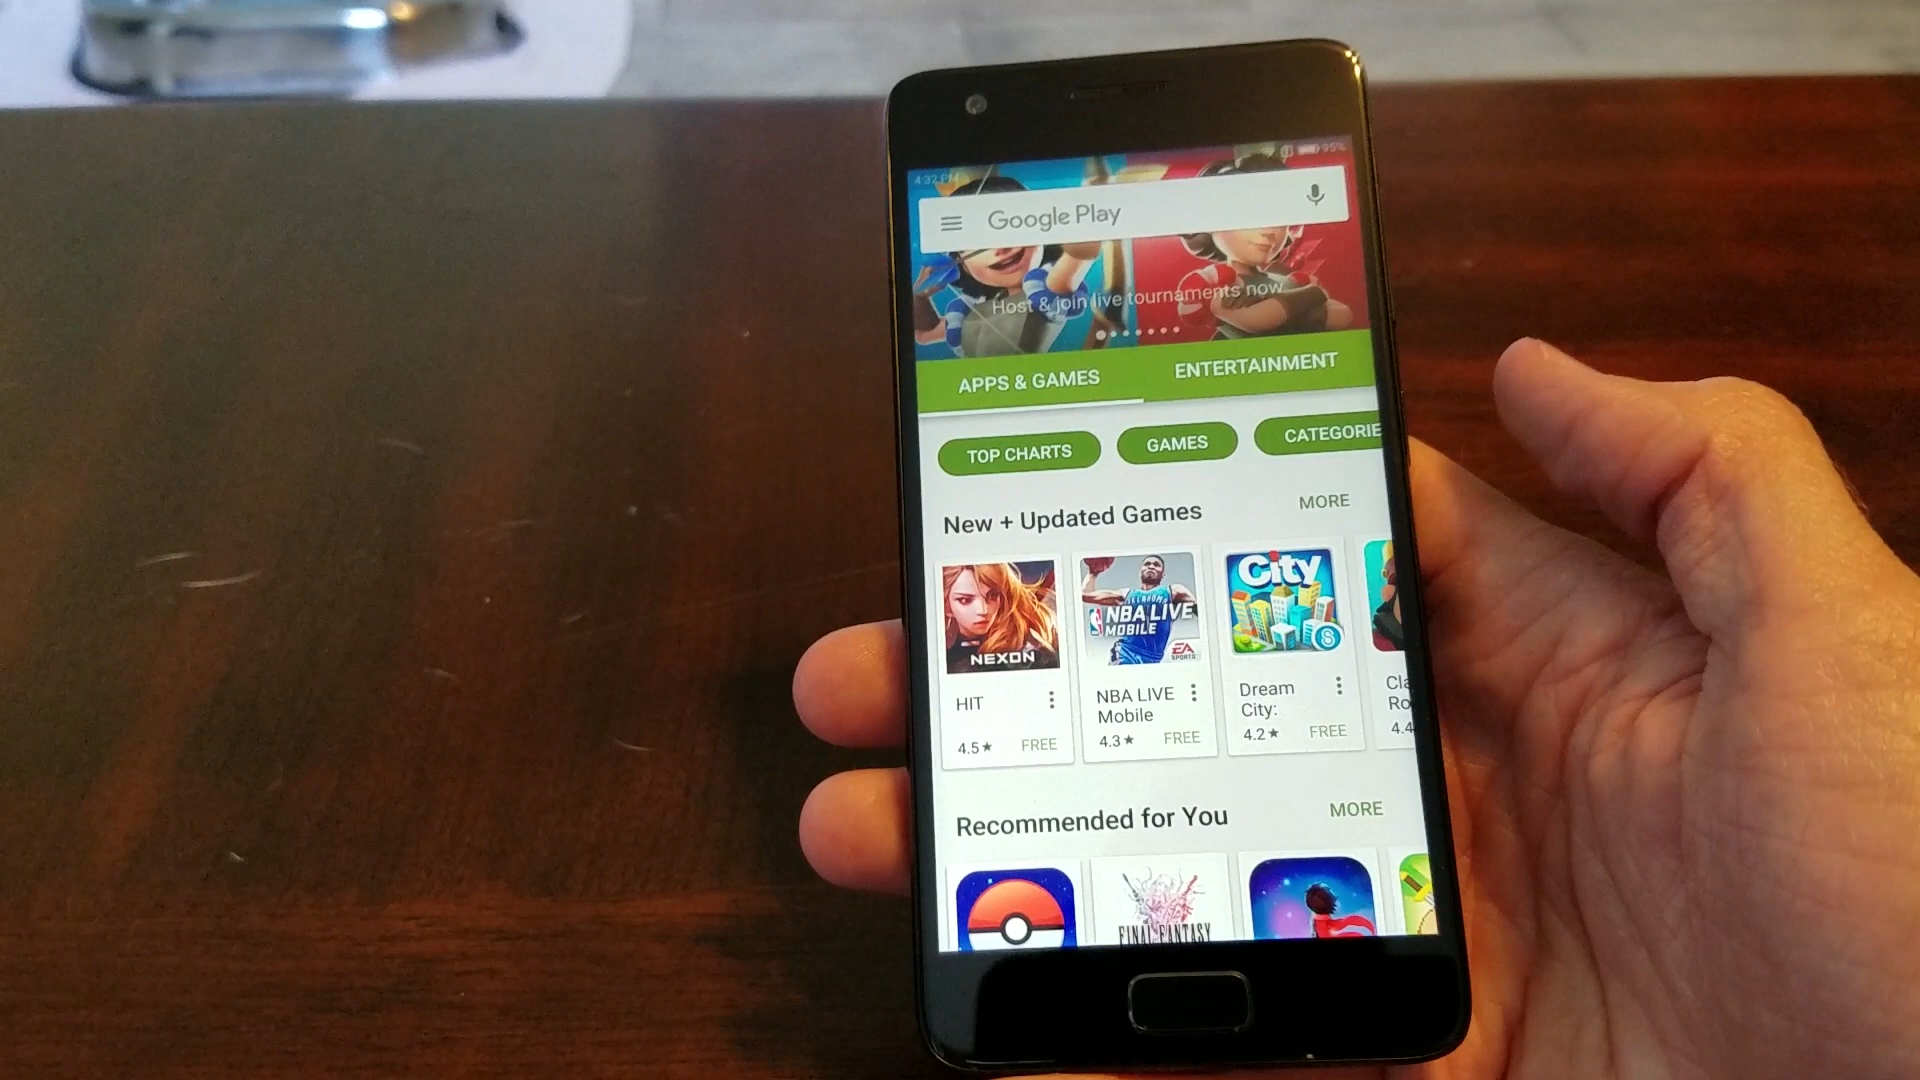 4:32 PM
95%
Google Play
Host & join live tournaments now
APPS & GAMES
ENTERTAINMENT
TOP CHARTS
GAMES
CATEGORIE
New + Updated Games
MORE
NEXON
OKLAHOMA
NBA LIVE
MOBILE
EA
SPORTS
City
S
HIT
4.5★
FREE
NBA LIVE
Mobile
4.3★
FREE
Dream
City:
4.2★
FREE
Cla
Ro
4.4
Recommended for You
MORE
FINAL FANTASY